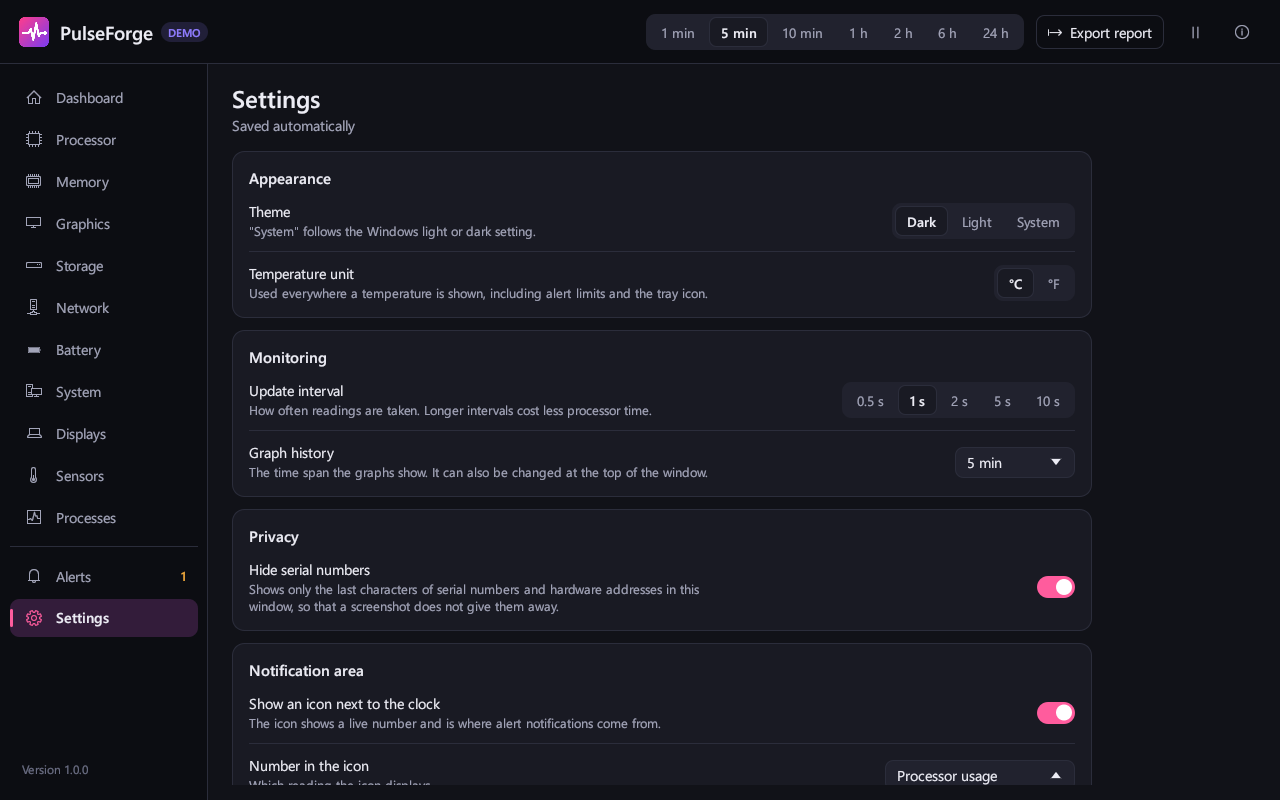 PulseForge DEMO
1 min 5 min 10 min 1 h 2 h 6 h 24 h
Export report
Dashboard
Processor
Memory
Graphics
Storage
Network
Battery
System
Displays
Sensors
Processes
Alerts 1
Settings
Version 1.0.0
Settings
Saved automatically
Appearance
Theme
"System" follows the Windows light or dark setting.
Dark Light System
Temperature unit
Used everywhere a temperature is shown, including alert limits and the tray icon.
°C °F
Monitoring
Update interval
How often readings are taken. Longer intervals cost less processor time.
0.5 s 1 s 2 s 5 s 10 s
Graph history
The time span the graphs show. It can also be changed at the top of the window.
5 min
Privacy
Hide serial numbers
Shows only the last characters of serial numbers and hardware addresses in this
window, so that a screenshot does not give them away.
Notification area
Show an icon next to the clock
The icon shows a live number and is where alert notifications come from.
Number in the icon
Which reading the icon displays.
Processor usage